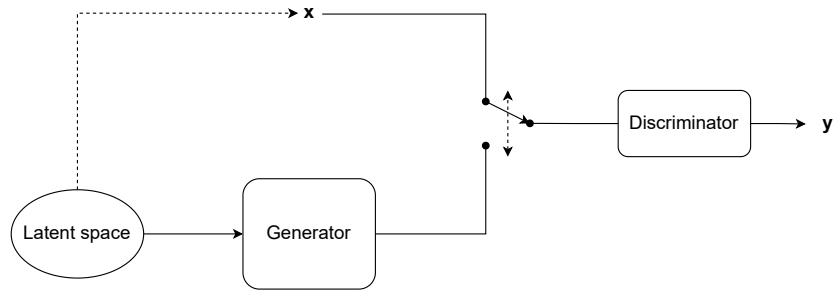 x
Discriminator
y
Latent space
Generator